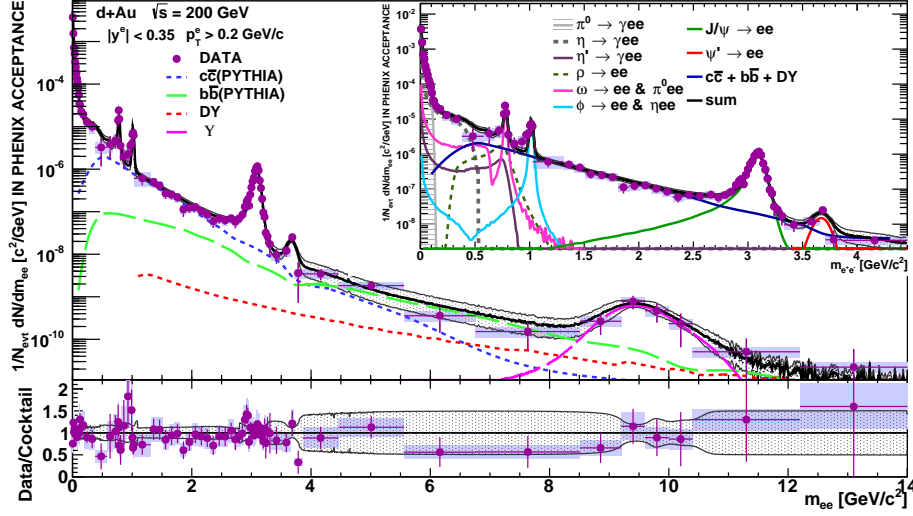 d+Au √s = 200 GeV
|y^e| < 0.35 p_T^e > 0.2 GeV/c
DATA
cc̄(PYTHIA)
bb̄(PYTHIA)
DY
Υ
1/N_evt dN/dm_ee [c²/GeV] IN PHENIX ACCEPTANCE
10⁻⁴
10⁻⁶
10⁻⁸
10⁻¹⁰
1/N_evt dN/dm_ee [c²/GeV] IN PHENIX ACCEPTANCE
10⁻²
10⁻³
10⁻⁴
10⁻⁵
10⁻⁶
10⁻⁷
10⁻⁸
π⁰ → γee
η → γee
η' → γee
ρ → ee
ω → ee & π⁰ee
ϕ → ee & ηee
J/ψ → ee
ψ' → ee
cc̄ + bb̄ + DY
sum
0 0.5 1 1.5 2 2.5 3 3.5 4
m_e⁺e⁻ [GeV/c²]
Data/Cocktail
2
1.5
1
0.5
0 2 4 6 8 10 12 14
m_ee [GeV/c²]